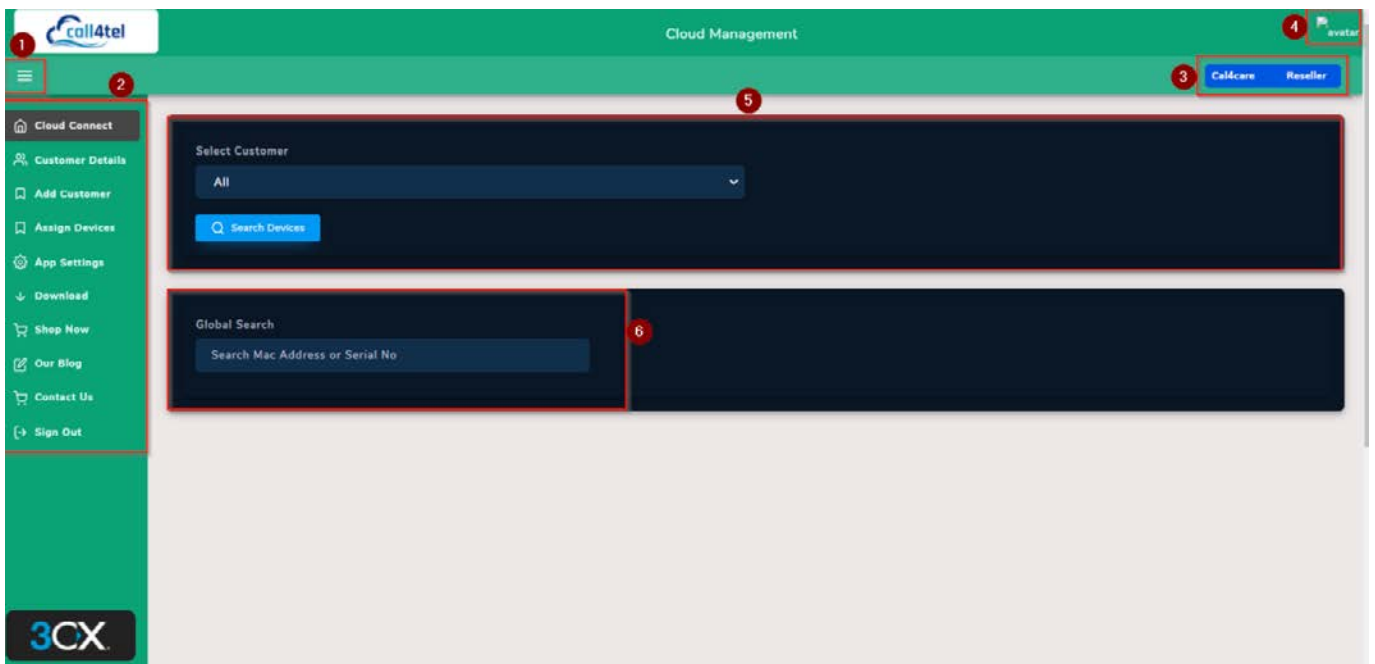 call4tel
Cloud Management
4
avatar
1
2
3
Cal4care Reseller
5
Cloud Connect
Customer Details
Add Customer
Assign Devices
App Settings
Download
Shop Now
Our Blog
Contact Us
Sign Out
Select Customer
All
Search Devices
Global Search
6
Search Mac Address or Serial No
3CX